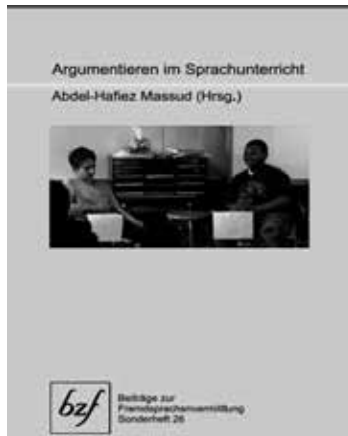 Argumentieren im Sprachunterricht
Abdel-Hafiez Massud (Hrsg.)
bzf
Beiträge zur
Fremdsprachenvermittlung
Sonderheft 26